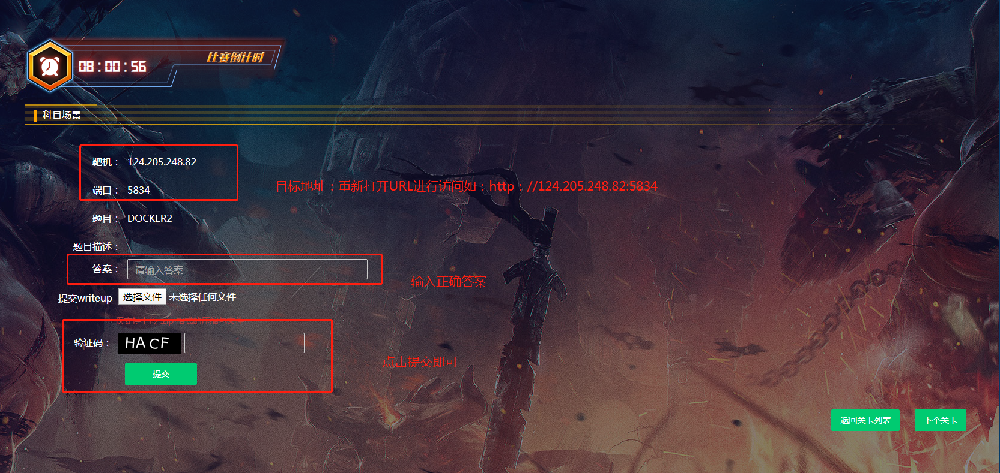 比赛倒计时
08:00:56
科目场景
靶机： 124.205.248.82
端口： 5834
目标地址：重新打开URL进行访问如：http：//124.205.248.82:5834
题目： DOCKER2
题目描述：
答案： 请输入答案
输入正确答案
提交writeup 选择文件 未选择任何文件
仅支持上传 .zip 格式的压缩包文件
验证码： HACF
点击提交即可
提交
返回关卡列表 下个关卡